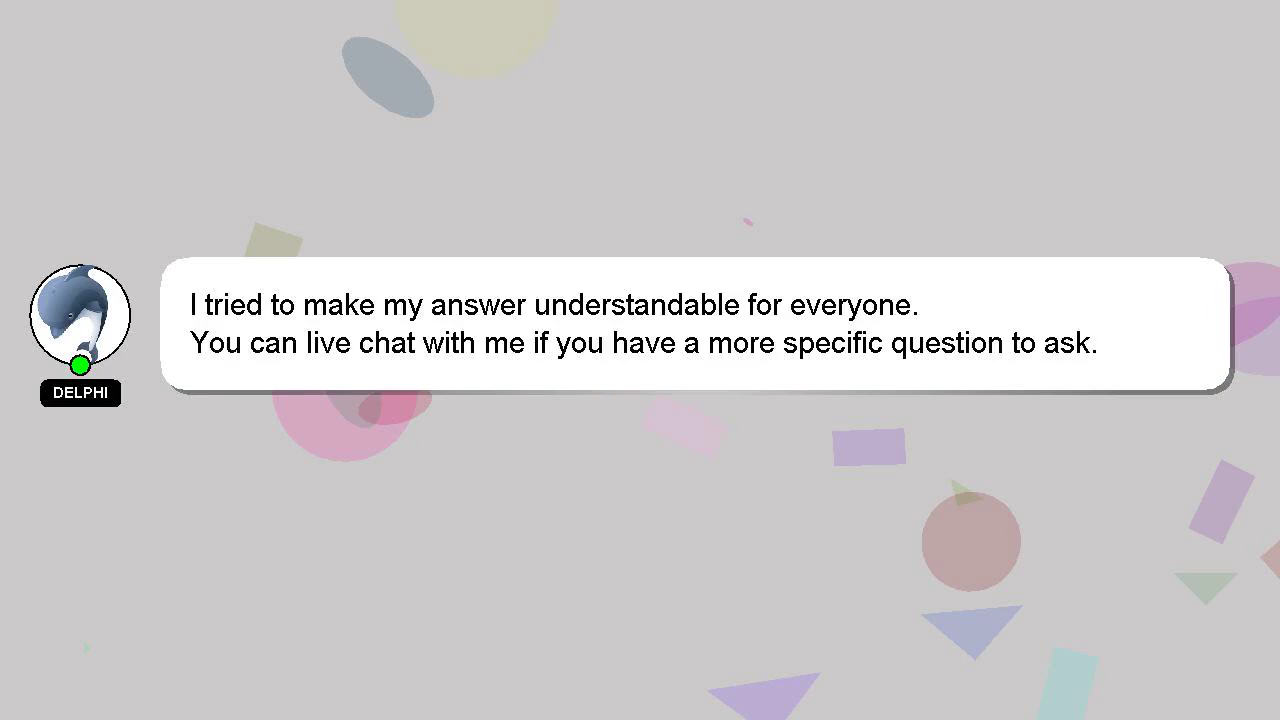 I tried to make my answer understandable for everyone.
You can live chat with me if you have a more specific question to ask.
DELPHI